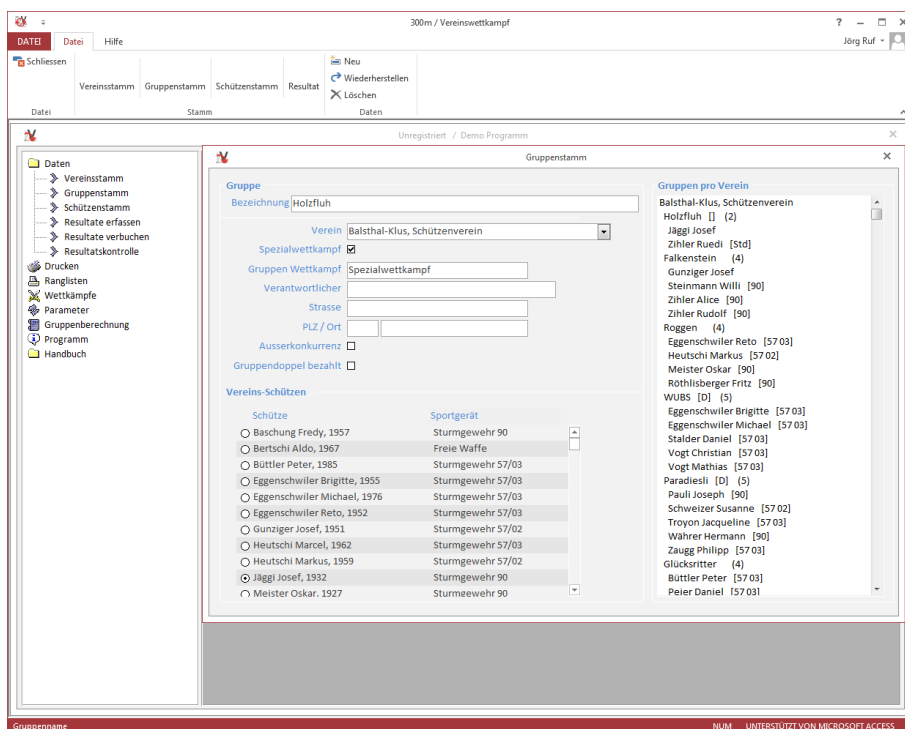 300m / Vereinswettkampf
DATEI Datei Hilfe Jörg Ruf
Schliessen
Vereinsstamm Gruppenstamm Schützenstamm Resultat
Neu
Wiederherstellen
Löschen
Datei Stamm Daten
Unregistriert / Demo Programm
Daten
Vereinsstamm
Gruppenstamm
Schützenstamm
Resultate erfassen
Resultate verbuchen
Resultatskontrolle
Drucken
Ranglisten
Wettkämpfe
Parameter
Gruppenberechnung
Programm
Handbuch
Gruppenstamm
Gruppe
Bezeichnung Holzfluh
Verein Balsthal-Klus, Schützenverein
Spezialwettkampf
Gruppen Wettkampf Spezialwettkampf
Verantwortlicher
Strasse
PLZ / Ort
Ausserkonkurrenz
Gruppendoppel bezahlt
Vereins-Schützen
Schütze Sportgerät
Baschung Fredy, 1957 Sturmgewehr 90
Bertschi Aldo, 1967 Freie Waffe
Büttler Peter, 1985 Sturmgewehr 57/03
Eggenschwiler Brigitte, 1955 Sturmgewehr 57/03
Eggenschwiler Michael, 1976 Sturmgewehr 57/03
Eggenschwiler Reto, 1952 Sturmgewehr 57/03
Gunziger Josef, 1951 Sturmgewehr 57/02
Heutschi Marcel, 1962 Sturmgewehr 57/03
Heutschi Markus, 1959 Sturmgewehr 57/02
Jäggi Josef, 1932 Sturmgewehr 90
Meister Oskar, 1927 Sturmgewehr 90
Gruppen pro Verein
Balsthal-Klus, Schützenverein
Holzfluh [] (2)
Jäggi Josef
Zihler Ruedi [Std]
Falkenstein (4)
Gunziger Josef
Steinmann Willi [90]
Zihler Alice [90]
Zihler Rudolf [90]
Roggen (4)
Eggenschwiler Reto [57 03]
Heutschi Markus [57 02]
Meister Oskar [90]
Röthlisberger Fritz [90]
WUBS [D] (5)
Eggenschwiler Brigitte [57 03]
Eggenschwiler Michael [57 03]
Stalder Daniel [57 03]
Vogt Christian [57 03]
Vogt Mathias [57 03]
Paradiesli [D] (5)
Pauli Joseph [90]
Schweizer Susanne [57 02]
Troyon Jacqueline [57 03]
Währer Hermann [90]
Zaugg Philipp [57 03]
Glücksritter (4)
Büttler Peter [57 03]
Peier Daniel [57 03]
Gruppenname NUM UNTERSTÜTZT VON MICROSOFT ACCESS